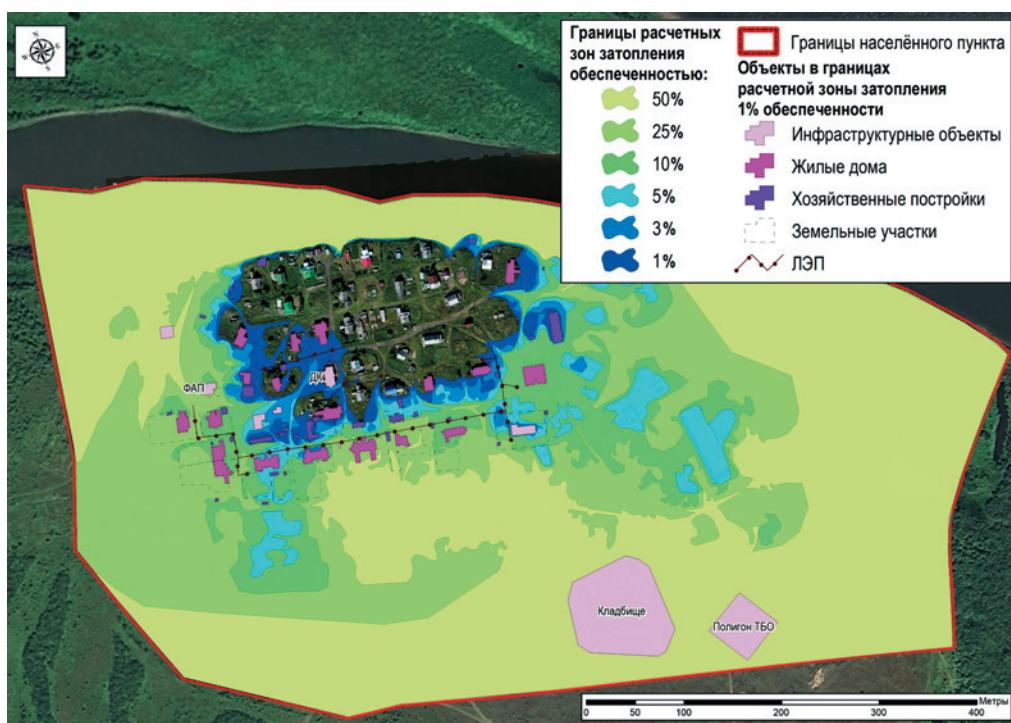 Границы расчетных
зон затопления
обеспеченностью:
50%
25%
10%
5%
3%
1%
Границы населённого пункта
Объекты в границах
расчетной зоны затопления
1% обеспеченности
Инфраструктурные объекты
Жилые дома
Хозяйственные постройки
Земельные участки
ЛЭП
ФАП
ДК
Кладбище
Полигон ТБО
Метры
0 50 100 200 300 400